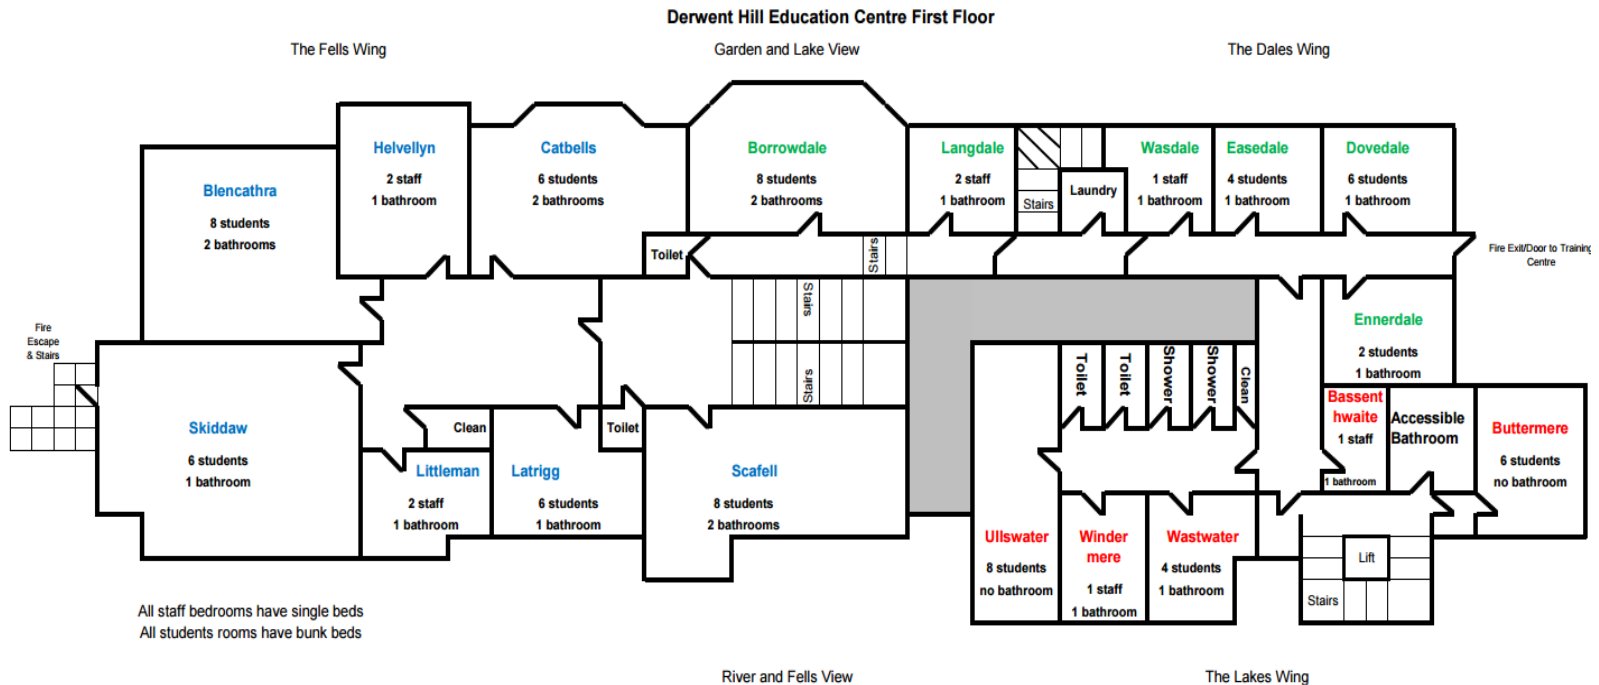 Derwent Hill Education Centre First Floor
The Fells Wing
Garden and Lake View
The Dales Wing
Helvellyn
2 staff
1 bathroom
Catbells
6 students
2 bathrooms
Borrowdale
8 students
2 bathrooms
Langdale
2 staff
1 bathroom
Stairs
Laundry
Wasdale
1 staff
1 bathroom
Easedale
4 students
1 bathroom
Dovedale
6 students
1 bathroom
Blencathra
8 students
2 bathrooms
Toilet
Stairs
Fire Exit/Door to Training
Centre
Stairs
Stairs
Fire
Escape
& Stairs
Ennerdale
2 students
1 bathroom
Toilet
Toilet
Shower
Shower
Clean
Skiddaw
6 students
1 bathroom
Clean
Toilet
Littleman
2 staff
1 bathroom
Latrigg
6 students
1 bathroom
Scafell
8 students
2 bathrooms
Bassent
hwaite
1 staff
1 bathroom
Accessible
Bathroom
Buttermere
6 students
no bathroom
Ullswater
8 students
no bathroom
Winder
mere
1 staff
1 bathroom
Wastwater
4 students
1 bathroom
Lift
Stairs
All staff bedrooms have single beds
All students rooms have bunk beds
River and Fells View
The Lakes Wing